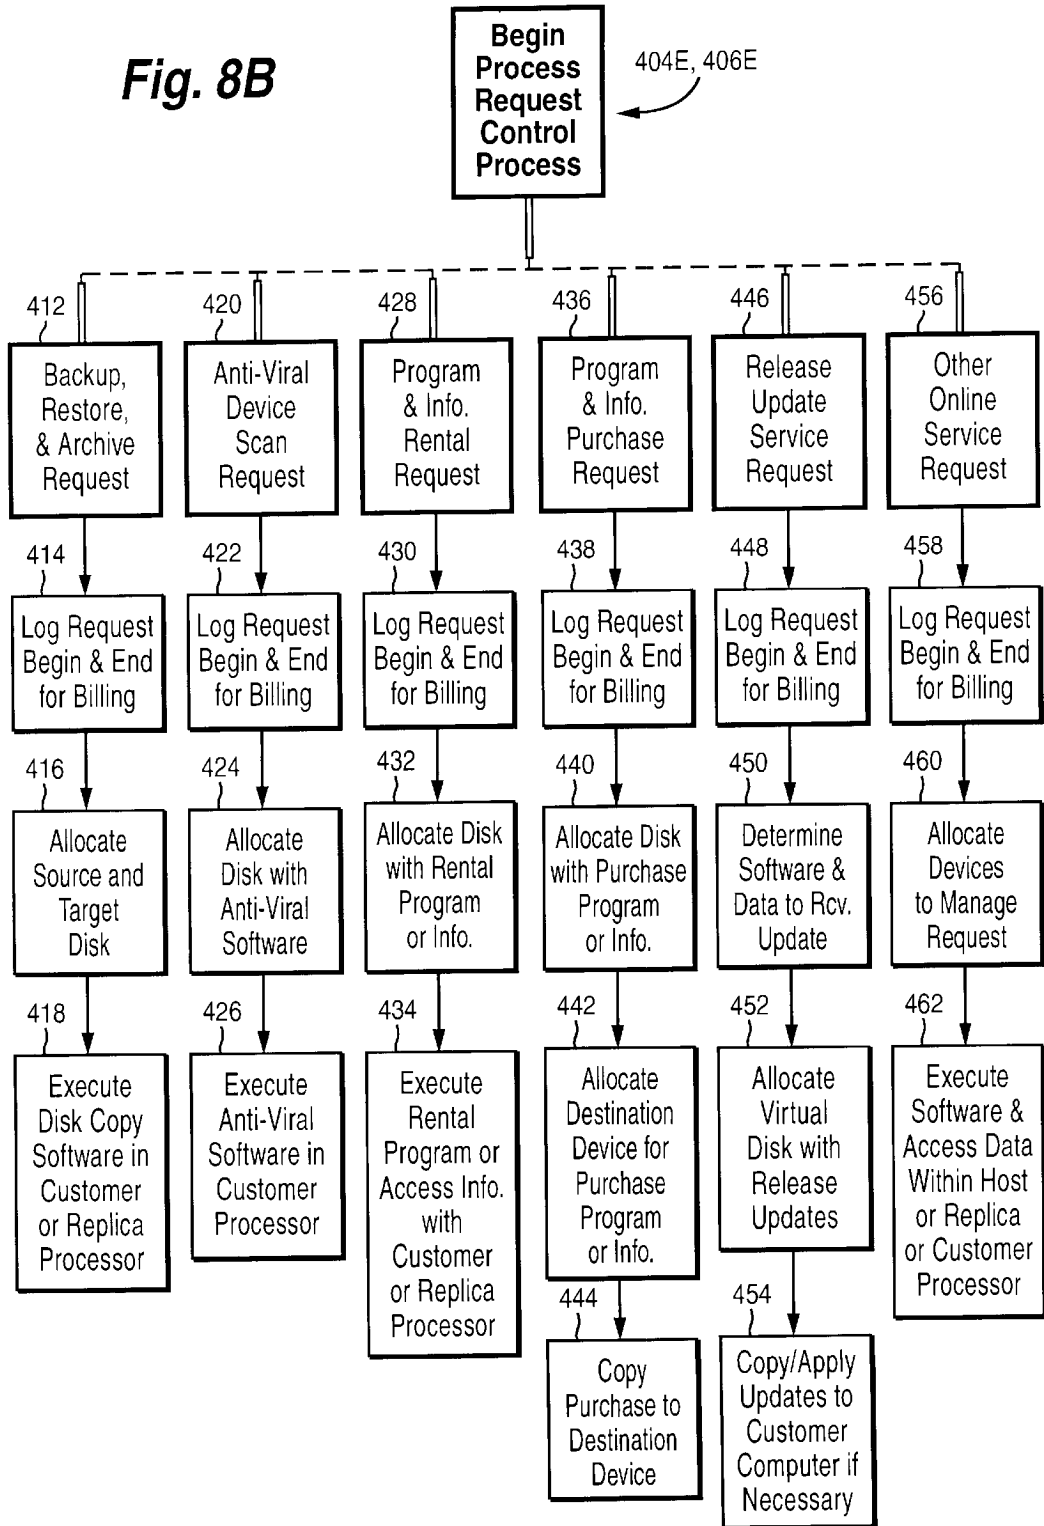 Fig. 8B
Begin
Process
Request
Control
Process
404E, 406E
412
Backup,
Restore,
& Archive
Request
414
Log Request
Begin & End
for Billing
416
Allocate
Source and
Target
Disk
418
Execute
Disk Copy
Software in
Customer
or Replica
Processor
420
Anti-Viral
Device
Scan
Request
422
Log Request
Begin & End
for Billing
424
Allocate
Disk with
Anti-Viral
Software
426
Execute
Anti-Viral
Software in
Customer
Processor
428
Program
& Info.
Rental
Request
430
Log Request
Begin & End
for Billing
432
Allocate Disk
with Rental
Program
or Info.
434
Execute
Rental
Program or
Access Info.
with
Customer
or Replica
Processor
436
Program
& Info.
Purchase
Request
438
Log Request
Begin & End
for Billing
440
Allocate Disk
with Purchase
Program
or Info.
442
Allocate
Destination
Device for
Purchase
Program
or Info.
444
Copy
Purchase to
Destination
Device
446
Release
Update
Service
Request
448
Log Request
Begin & End
for Billing
450
Determine
Software &
Data to Rcv.
Update
452
Allocate
Virtual
Disk with
Release
Updates
454
Copy/Apply
Updates to
Customer
Computer if
Necessary
456
Other
Online
Service
Request
458
Log Request
Begin & End
for Billing
460
Allocate
Devices
to Manage
Request
462
Execute
Software &
Access Data
Within Host
or Replica
or Customer
Processor